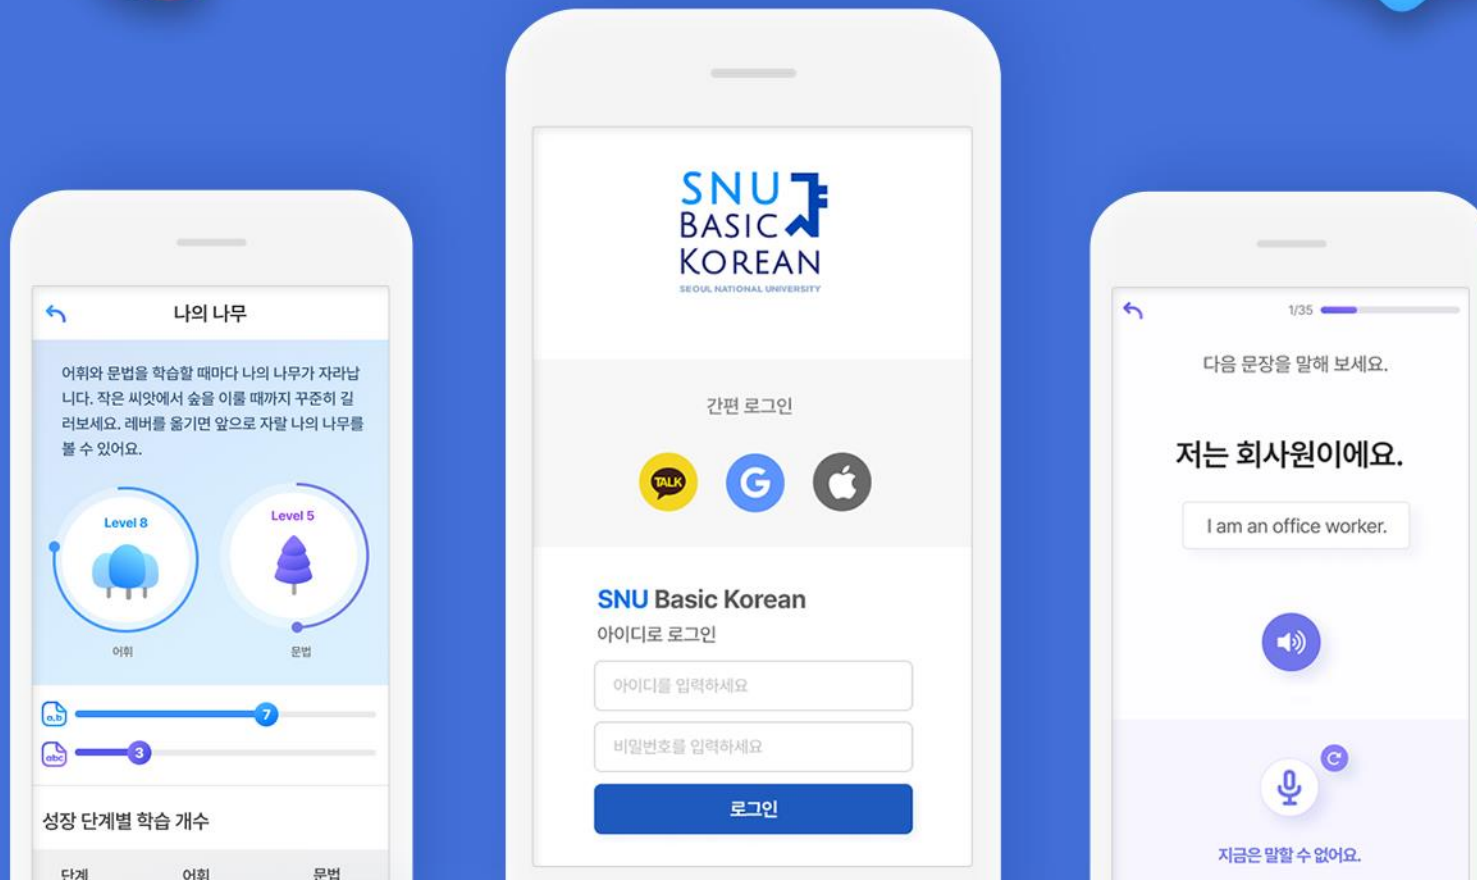 나의 나무
어휘와 문법을 학습할 때마다 나의 나무가 자라납
니다. 작은 씨앗에서 숲을 이룰 때까지 꾸준히 길
러보세요. 레버를 옮기면 앞으로 자랄 나의 나무를
볼 수 있어요.
Level 8
Level 5
어휘
문법
a.b
7
abc
3
성장 단계별 학습 개수
단계 어휘 문법
SNU
BASIC
KOREAN
SEOUL NATIONAL UNIVERSITY
간편 로그인
TALK
G
SNU Basic Korean
아이디로 로그인
아이디를 입력하세요
비밀번호를 입력하세요
로그인
1/35
다음 문장을 말해 보세요.
저는 회사원이에요.
I am an office worker.
지금은 말할 수 없어요.